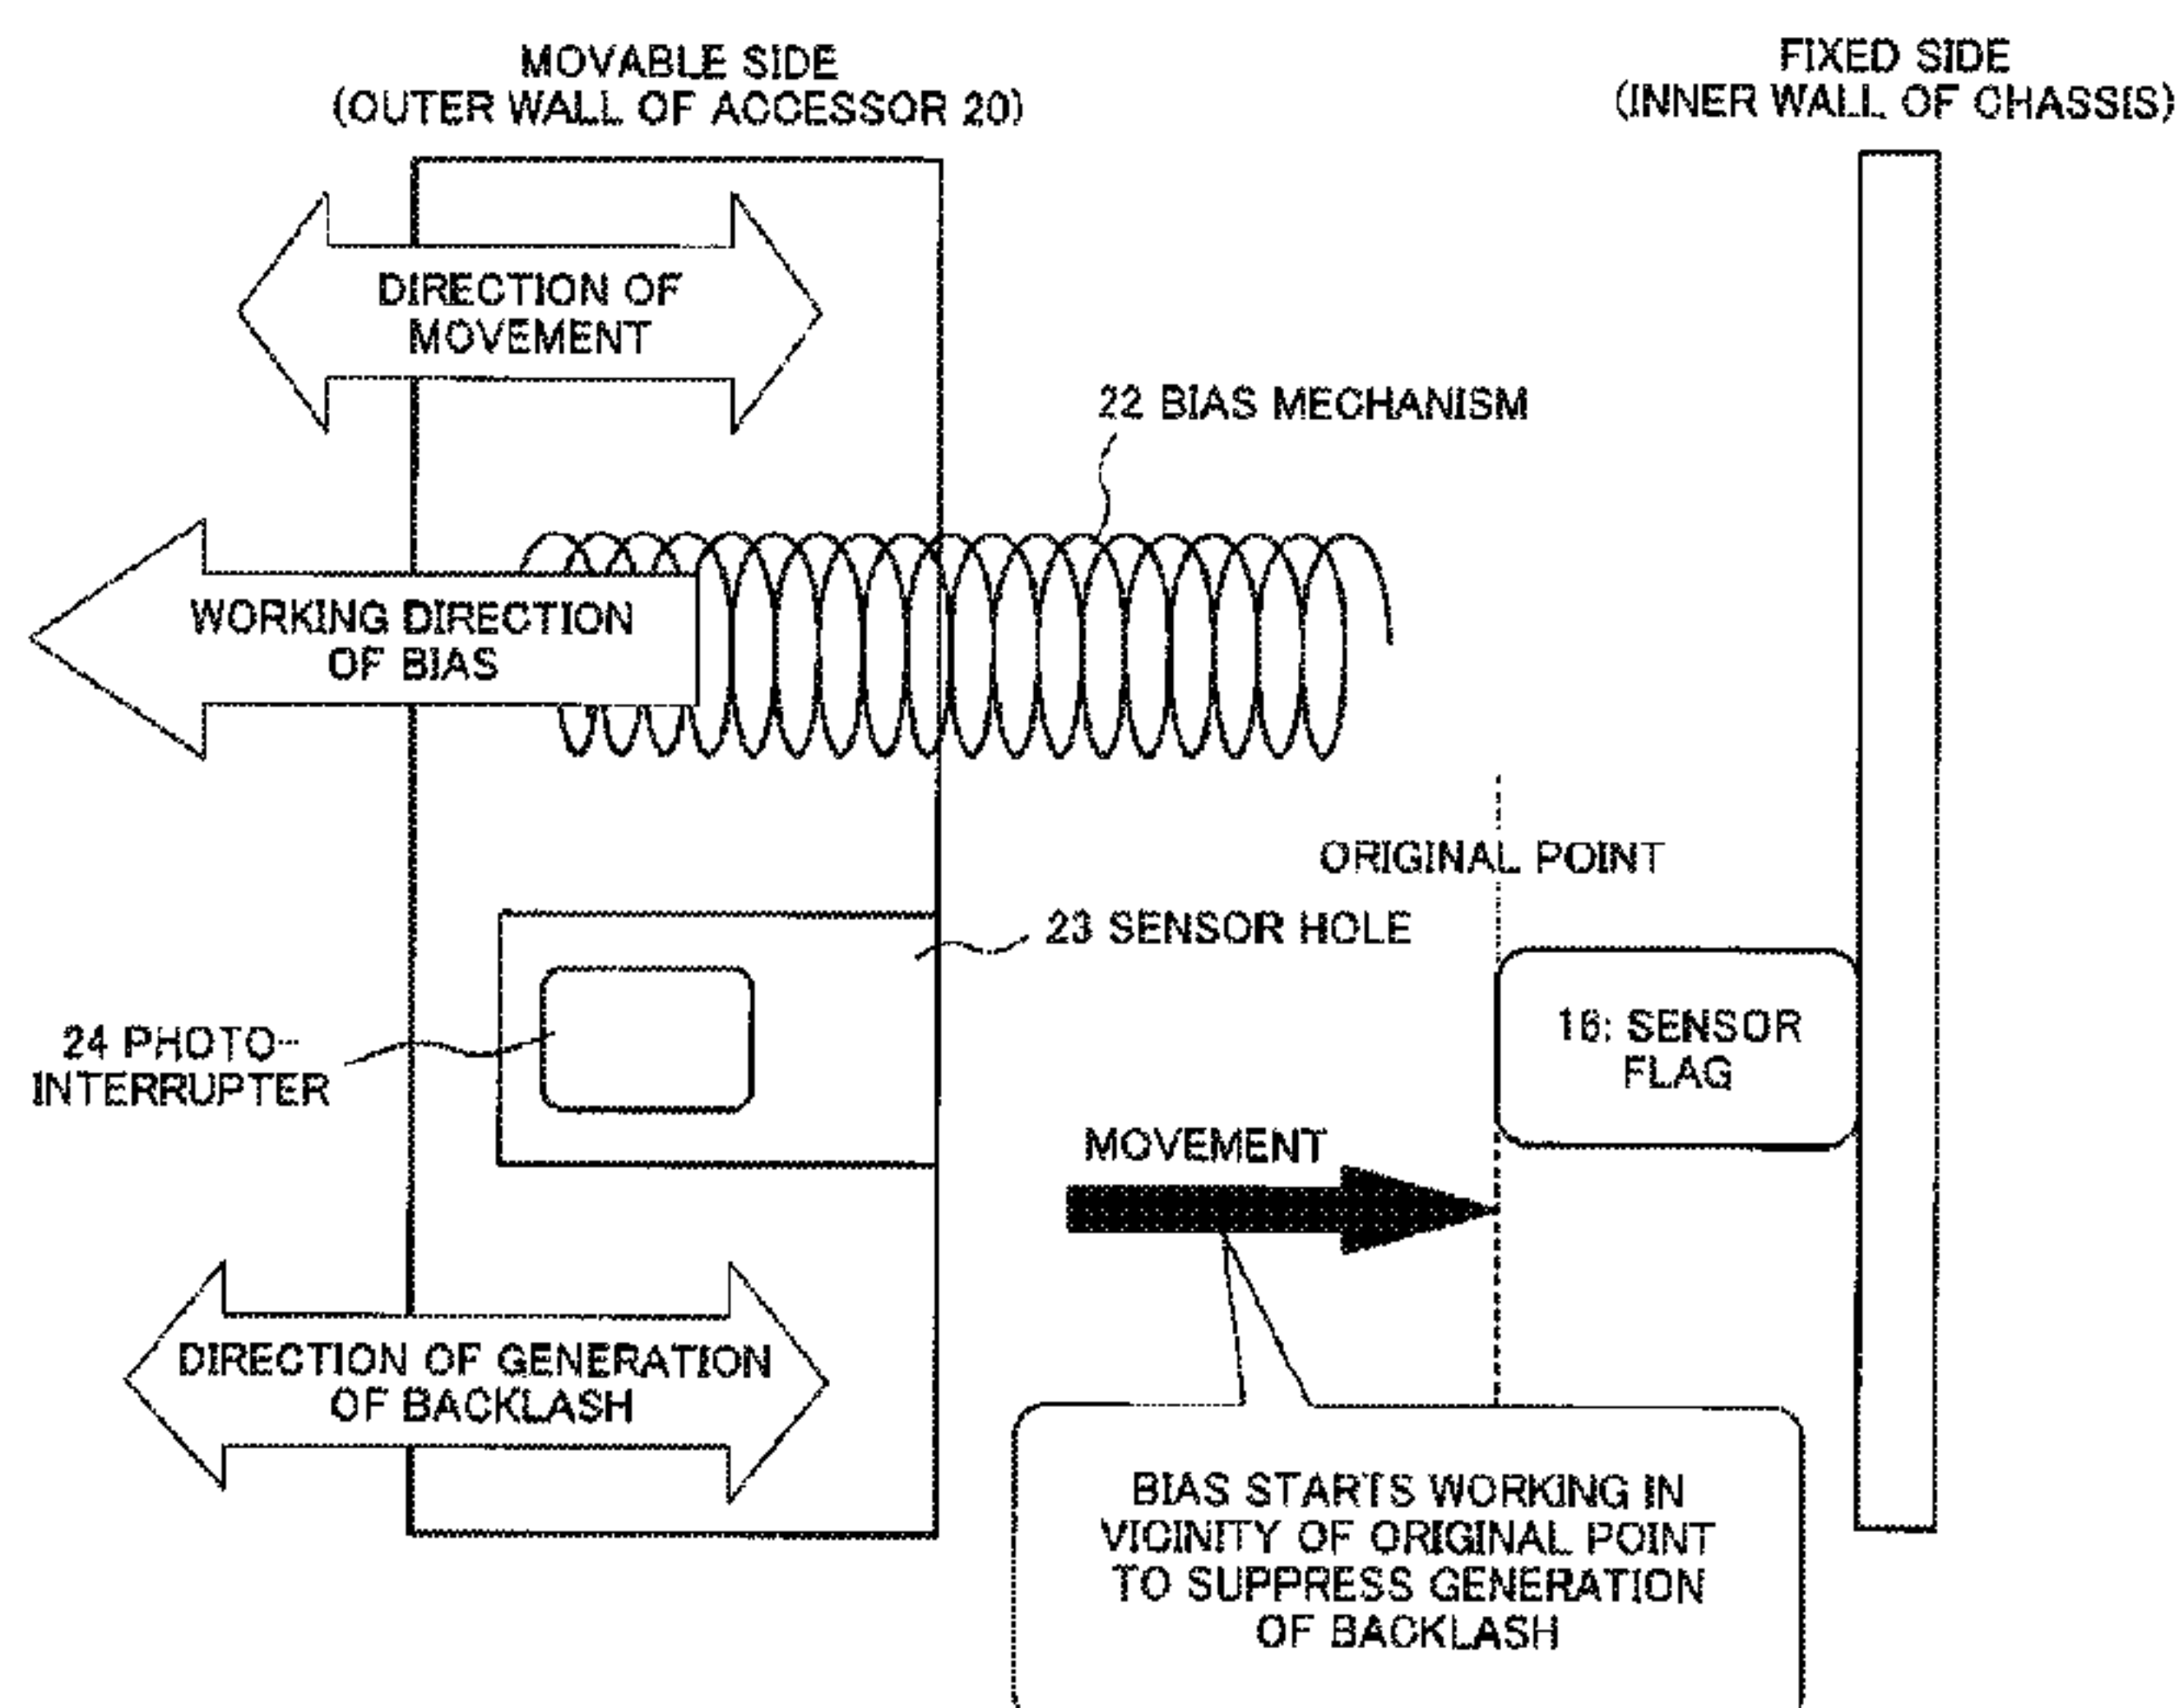 MOVABLE SIDE
(OUTER WALL OF ACCESSOR 20)
FIXED SIDE
(INNER WALL OF CHASSIS)
DIRECTION OF
MOVEMENT
22 BIAS MECHANISM
WORKING DIRECTION
OF BIAS
ORIGINAL POINT
23 SENSOR HOLE
16: SENSOR
FLAG
24 PHOTO-
INTERRUPTER
MOVEMENT
DIRECTION OF GENERATION
OF BACKLASH
BIAS STARTS WORKING IN
VICINITY OF ORIGINAL POINT
TO SUPPRESS GENERATION
OF BACKLASH